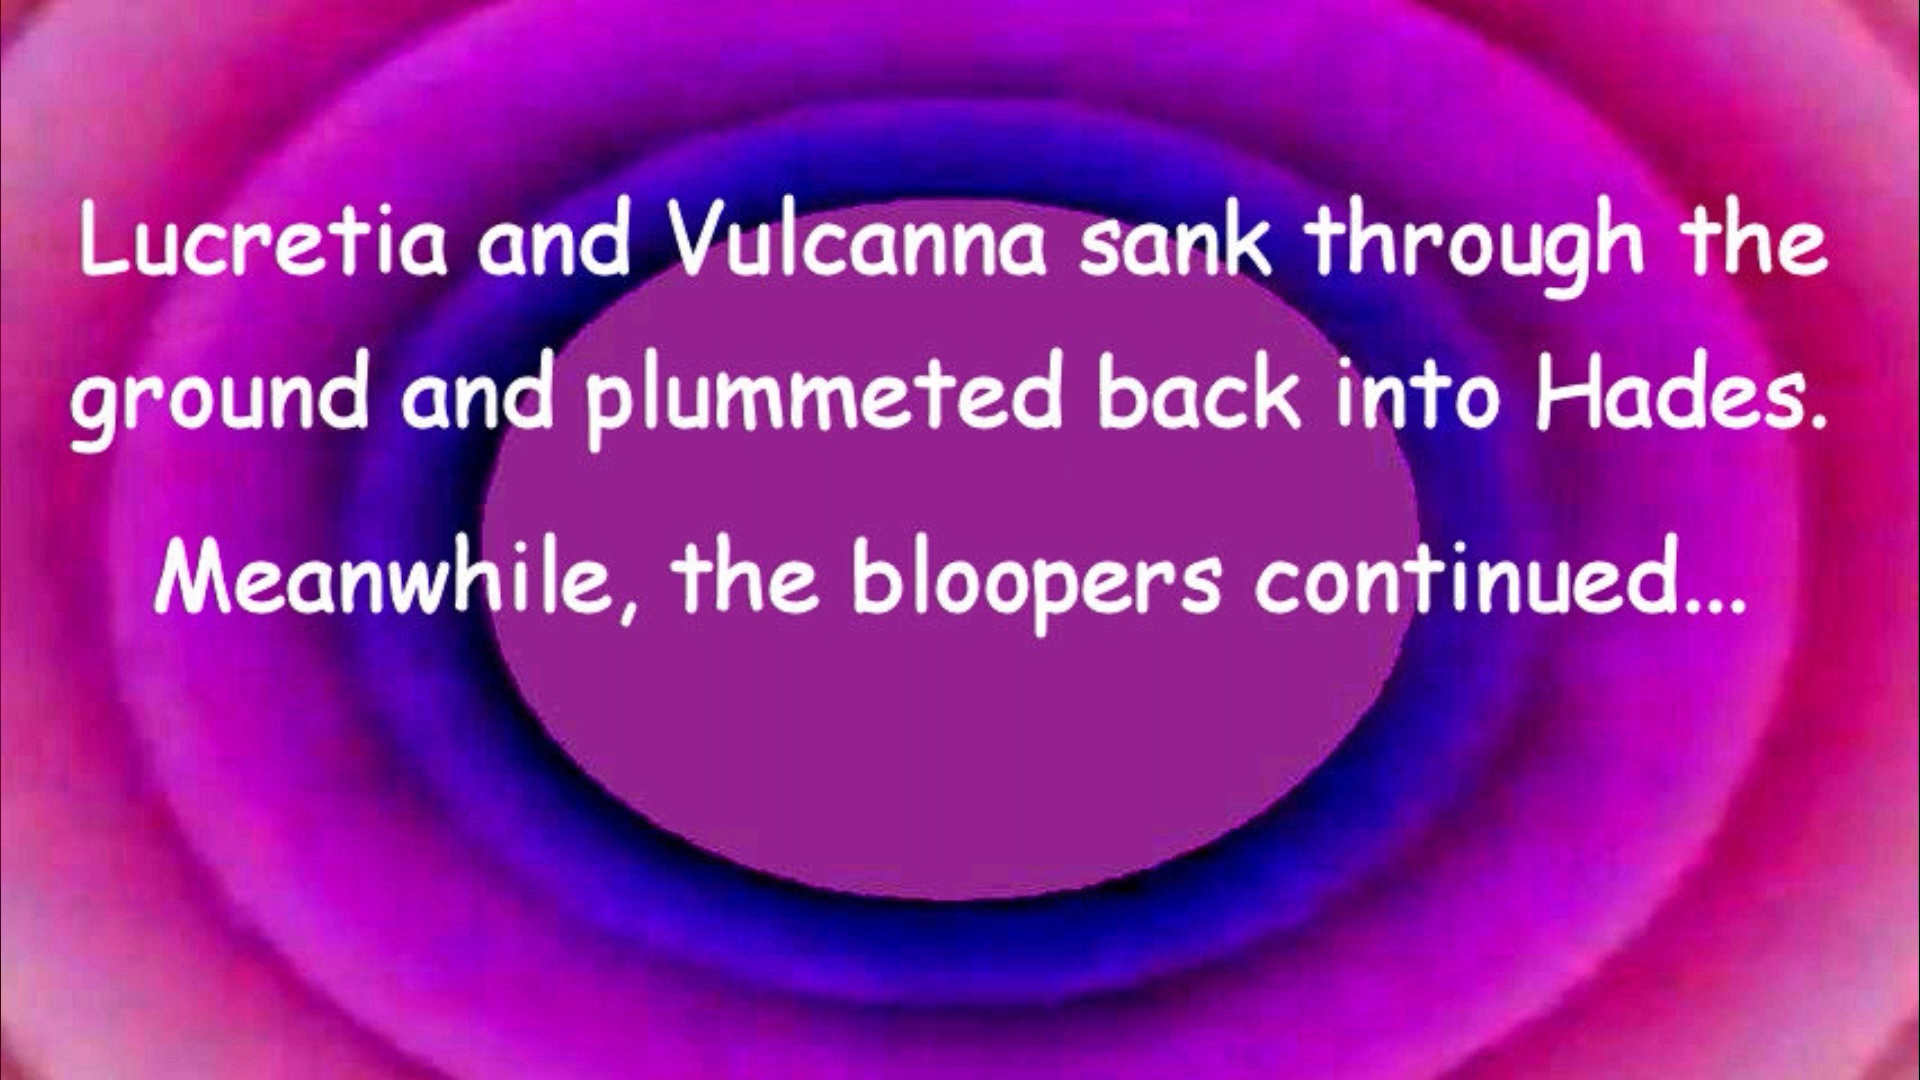 Lucretia and Vulcanna sank through the
ground and plummeted back into Hades.
Meanwhile, the bloopers continued...